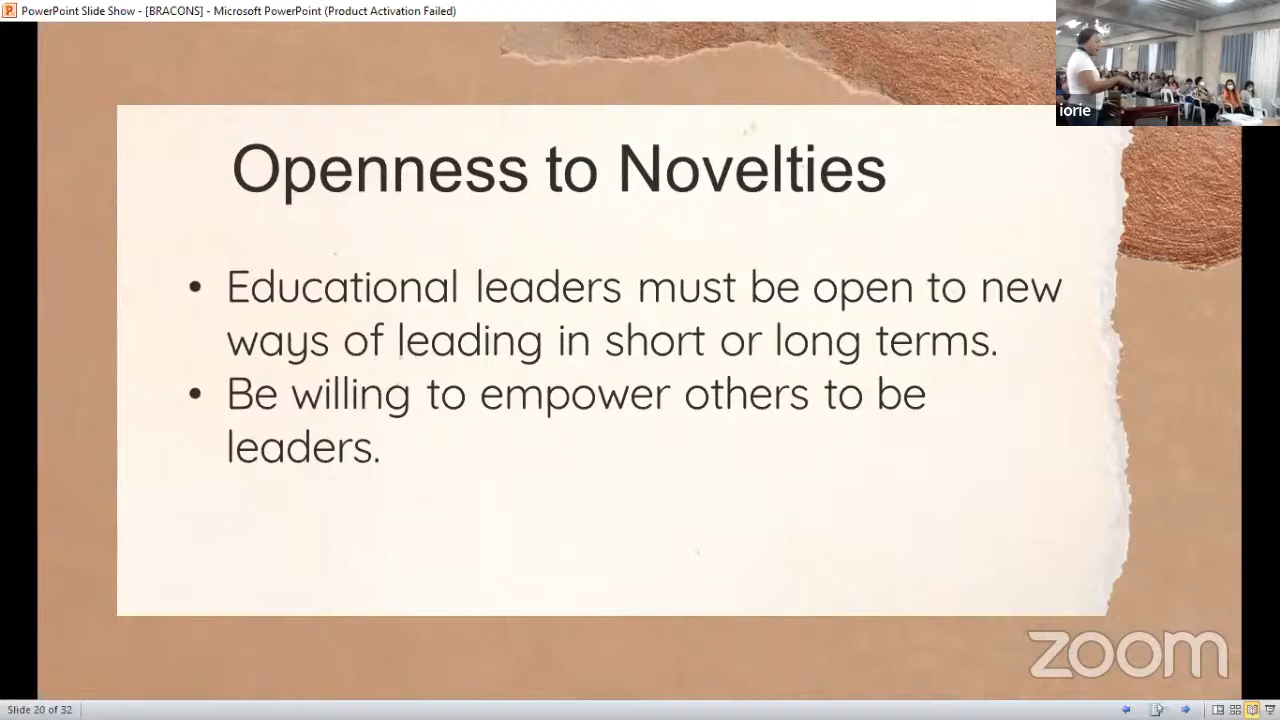 PowerPoint Slide Show - [BRACONS] - Microsoft PowerPoint (Product Activation Failed)
iorie
Openness to Novelties
• Educational leaders must be open to new
ways of leading in short or long terms.
• Be willing to empower others to be
leaders.
zoom
Slide 20 of 32